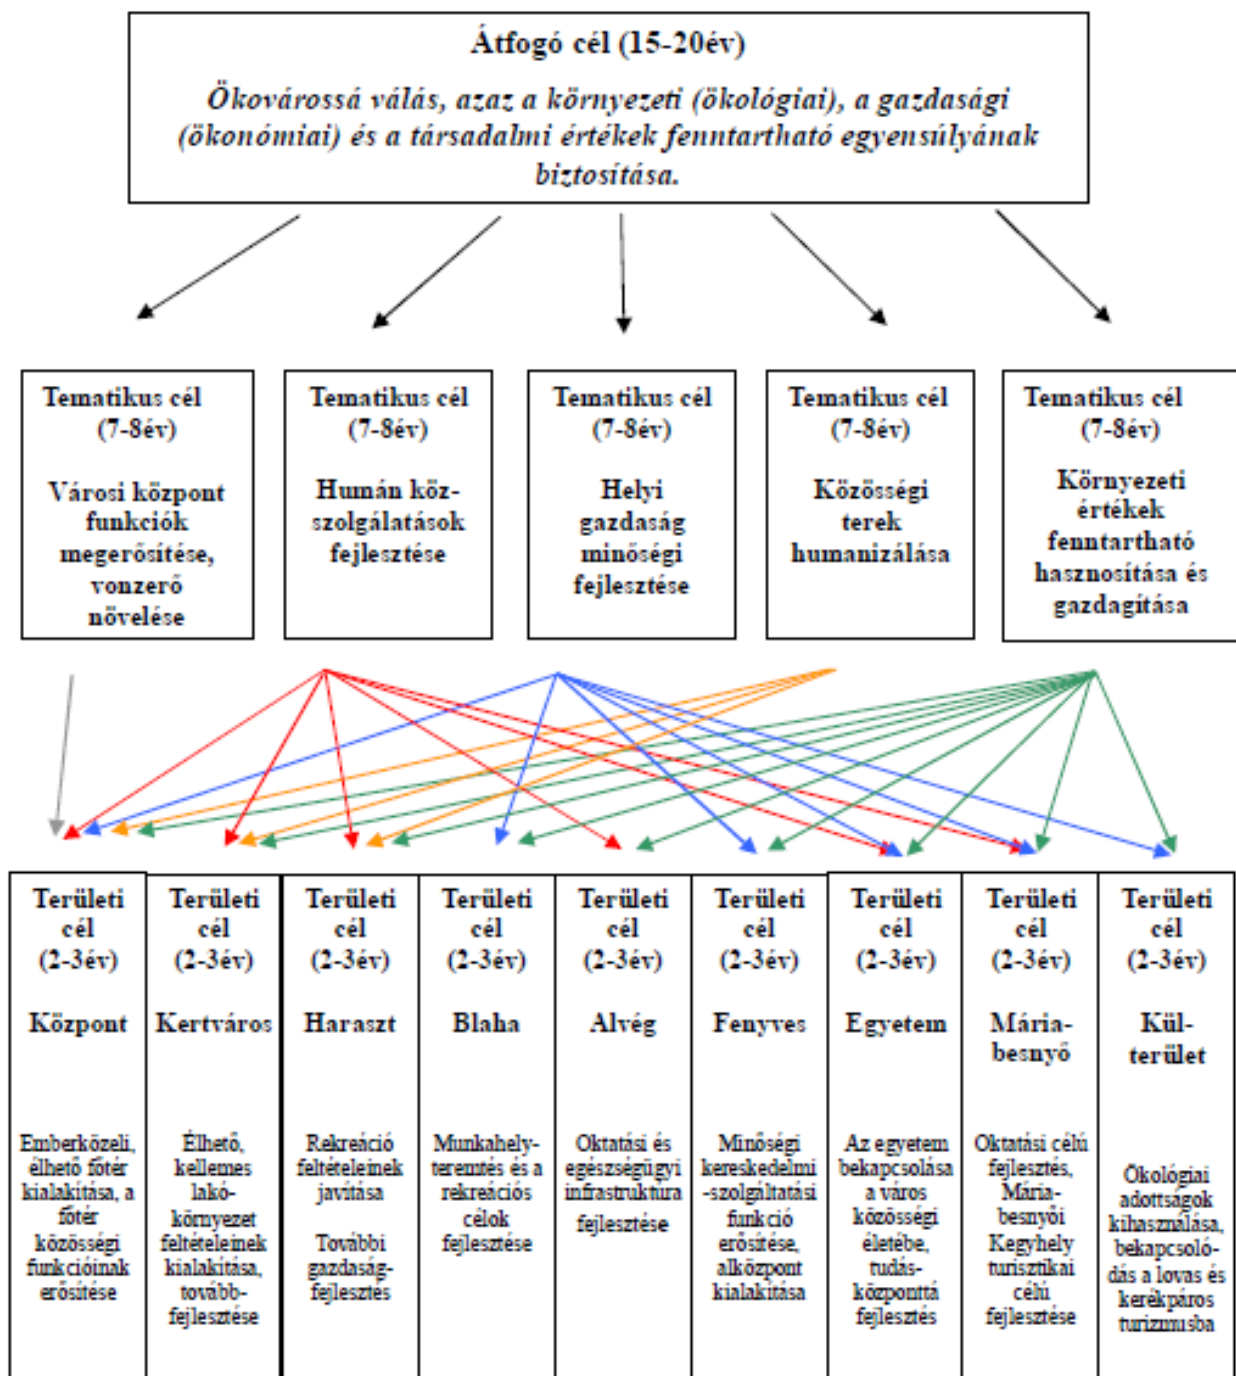 Átfogó cél (15-20év)
Ökovárossá válás, azaz a környezeti (ökológiai), a gazdasági
(ökonómiai) és a társadalmi értékek fenntartható egyensúlyának
biztosítása.
Tematikus cél
(7-8év)
Városi központ
funkciók
megerősítése,
vonzerő
növelése
Tematikus cél
(7-8év)
Humán köz-
szolgálatások
fejlesztése
Tematikus cél
(7-8év)
Helyi
gazdaság
minőségi
fejlesztése
Tematikus cél
(7-8év)
Közösségi
terek
humanizálása
Tematikus cél
(7-8év)
Környezeti
értékek
fenntartható
hasznosítása és
gazdagítása
Területi
cél
(2-3év)
Központ
Emberközeli,
élhető főtér
kialakítása, a
főtér
közösségi
funkcióinak
erősítése
Területi
cél
(2-3év)
Kertváros
Élhető,
kellemes
lakó-
környezet
feltételeinek
kialakítása,
tovább-
fejlesztése
Területi
cél
(2-3év)
Haraszt
Rekreáció
feltételeinek
javítása
További
gazdaság-
fejlesztés
Területi
cél
(2-3év)
Blaha
Munkahely-
teremtés és a
rekreációs
célok
fejlesztése
Területi
cél
(2-3év)
Alvég
Oktatási és
egészségügyi
infrastruktúra
fejlesztése
Területi
cél
(2-3év)
Fenyves
Minőségi
kereskedelmi
-szolgáltatási
funkció
erősítése,
alközpont
kialakítása
Területi
cél
(2-3év)
Egyetem
Az egyetem
bekapcsolása
a város
közösségi
életébe,
tudás-
központtá
fejlesztés
Területi
cél
(2-3év)
Mária-
besnyő
Oktatási célú
fejlesztés,
Mária-
besnyői
Kegyhely
turisztikai
célú
fejlesztése
Területi
cél
(2-3év)
Kül-
terület
Ökológiai
adottságok
kihasználása,
bekapcsoló-
dás a lovas és
kerékpáros
turizmusba